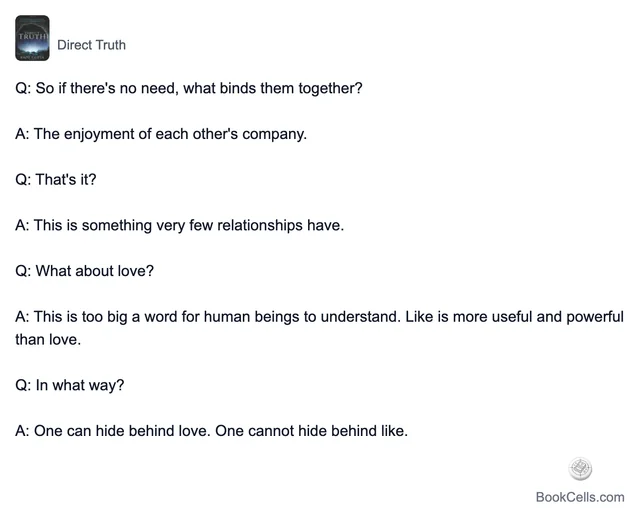 TRUTH
Direct Truth
Q: So if there's no need, what binds them together?
A: The enjoyment of each other's company.
Q: That's it?
A: This is something very few relationships have.
Q: What about love?
A: This is too big a word for human beings to understand. Like is more useful and powerful
than love.
Q: In what way?
A: One can hide behind love. One cannot hide behind like.
BookCells.com